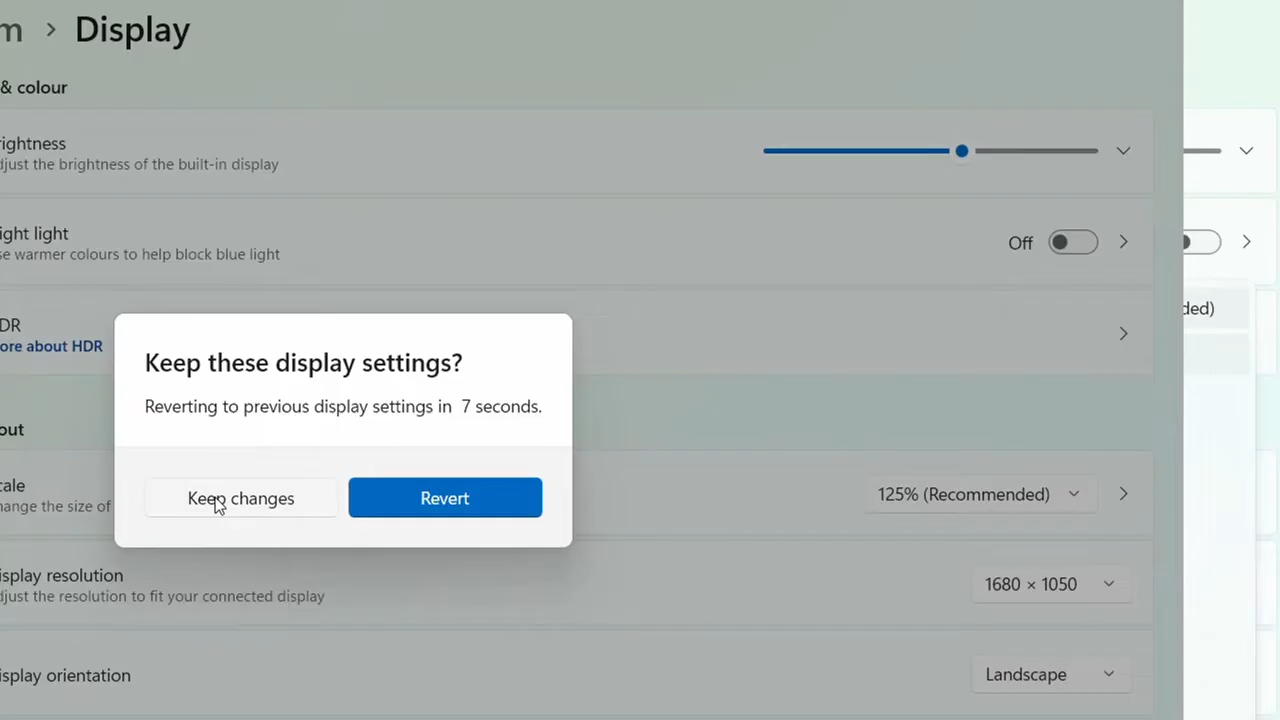 m > Display
& colour
rightness
djust the brightness of the built-in display
ight light
se warmer colours to help block blue light
Off
DR
ore about HDR
ded)
Keep these display settings?
Reverting to previous display settings in 7 seconds.
Keep changes
Revert
out
cale
hange the size of
125% (Recommended)
isplay resolution
djust the resolution to fit your connected display
1680 × 1050
isplay orientation
Landscape